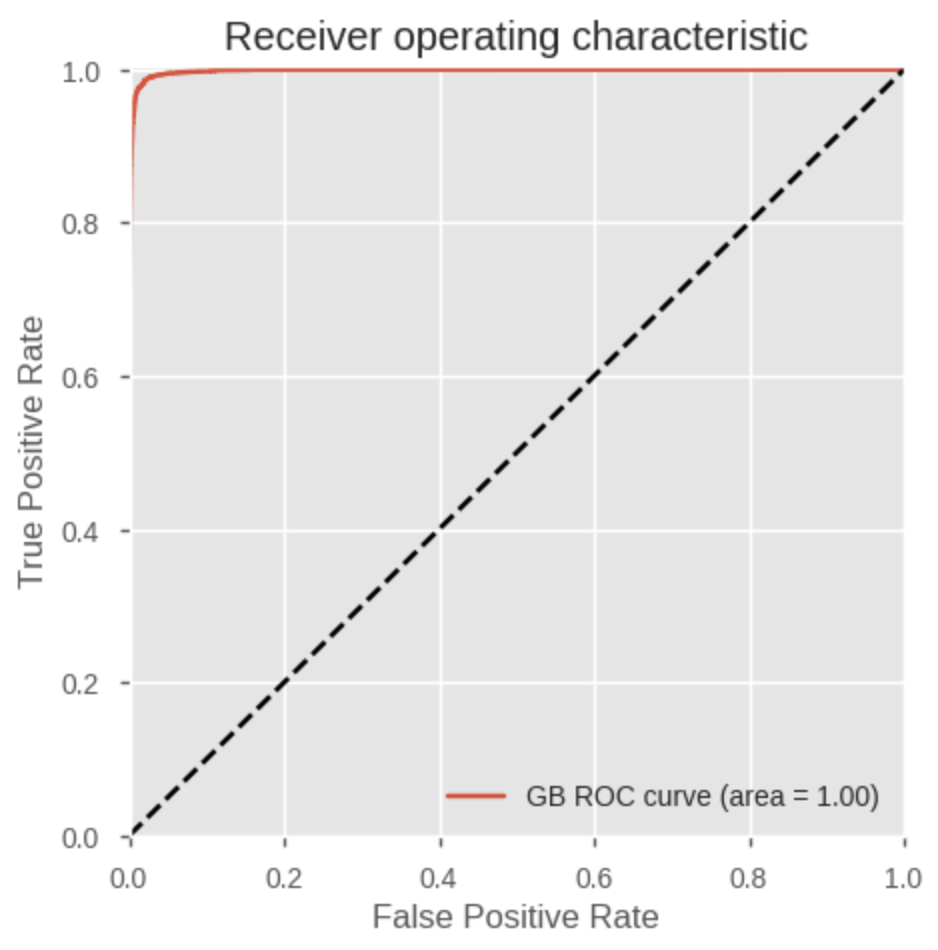 Receiver operating characteristic
1.0
0.8
0.6
0.4
0.2
0.0
True Positive Rate
GB ROC curve (area = 1.00)
0.0 0.2 0.4 0.6 0.8 1.0
False Positive Rate